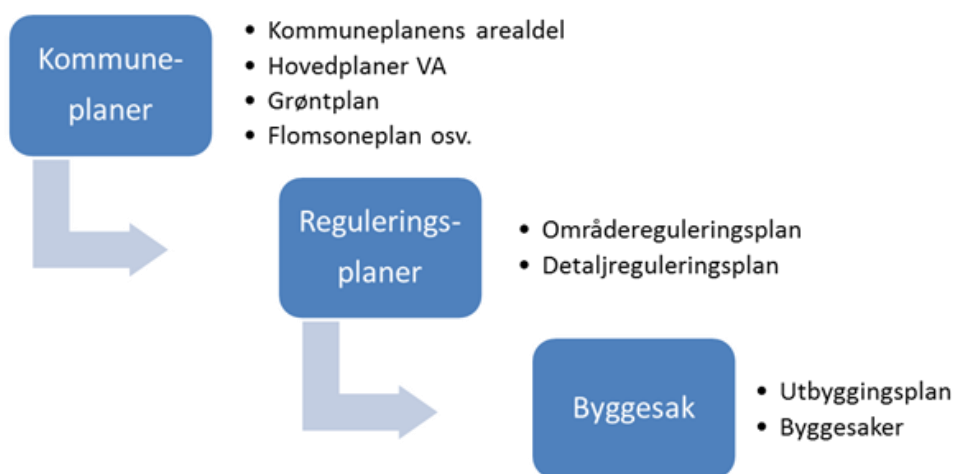 Kommune-
planer
• Kommuneplanens arealdel
• Hovedplaner VA
• Grøntplan
• Flomsoneplan osv.
Regulerings-
planer
• Områdereguleringsplan
• Detaljreguleringsplan
Byggesak
• Utbyggingsplan
• Byggesaker